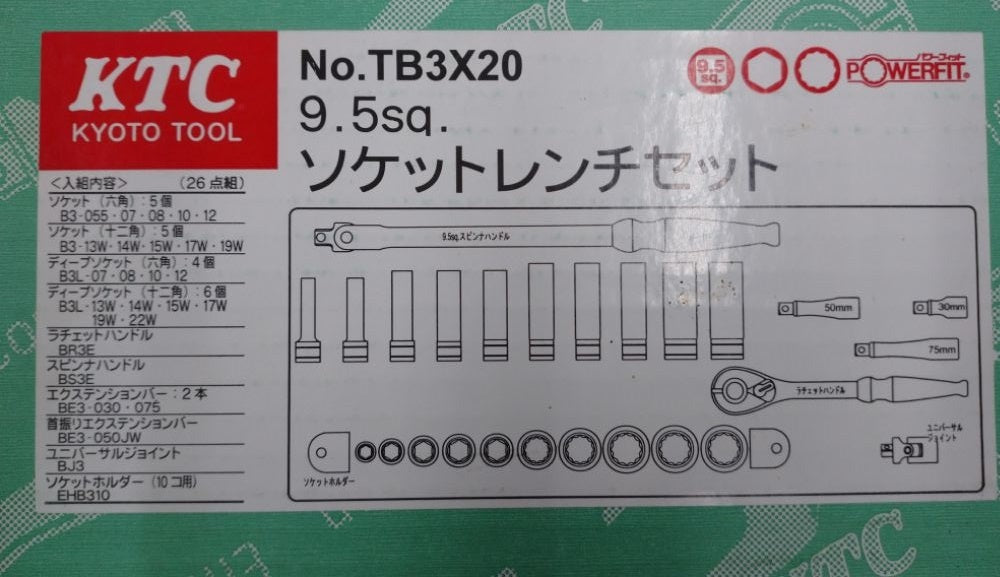 KTC
KYOTO TOOL
No.TB3X20
9.5sq.
ソケットレンチセット
9.5
sq.
パワーフィット
POWERFIT®
<入組内容> (26点組)
ソケット (六角):5個
B3-055・07・08・10・12
ソケット (十二角):5個
B3-13W・14W・15W・17W・19W
ディープソケット (六角):4個
B3L-07・08・10・12
ディープソケット (十二角):6個
B3L-13W・14W・15W・17W
19W・22W
ラチェットハンドル
BR3E
スピンナハンドル
BS3E
エクステンションバー:2本
BE3-030・075
首振りエクステンションバー
BE3-050JW
ユニバーサルジョイント
BJ3
ソケットホルダー (10コ用)
EHB310
9.5sq.スピンナハンドル
50mm
30mm
75mm
ラチェットハンドル
ユニバーサル
ジョイント
ソケットホルダー